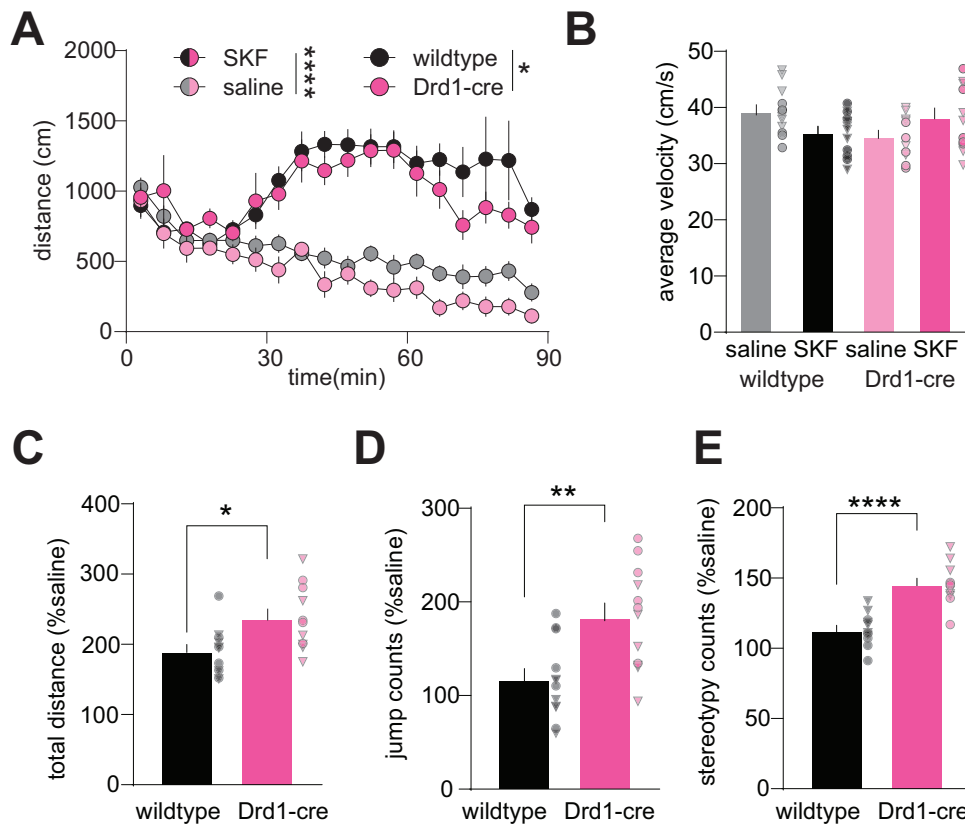 A
SKF
saline
****
wildtype
Drd1-cre
*
2000
1500
1000
500
0
distance (cm)
0 30 60 90
time(min)
B
average velocity (cm/s)
50
40
30
20
10
0
saline SKF saline SKF
wildtype Drd1-cre
C
total distance (%saline)
400
300
200
100
0
*
wildtype Drd1-cre
D
jump counts (%saline)
300
200
100
0
**
wildtype Drd1-cre
E
stereotypy counts (%saline)
200
150
100
50
0
****
wildtype Drd1-cre